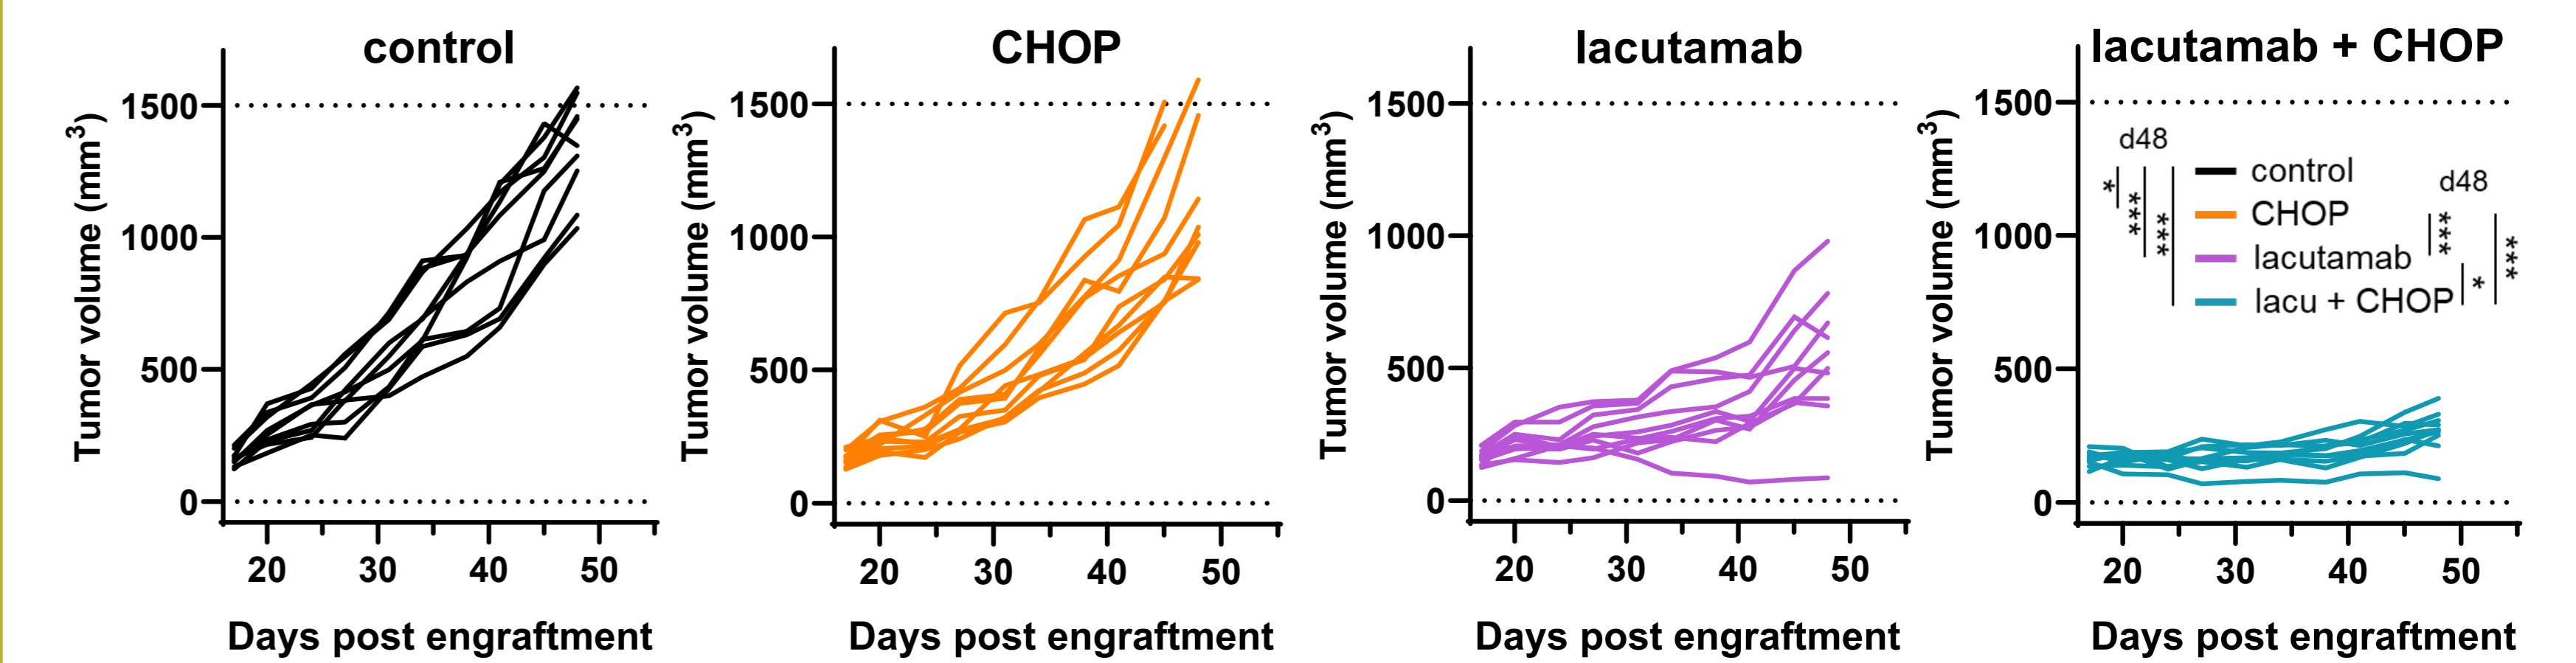 control
1500
1000
500
0
Tumor volume (mm3)
20 30 40 50
Days post engraftment
CHOP
1500
1000
500
0
Tumor volume (mm3)
20 30 40 50
Days post engraftment
lacutamab
1500
1000
500
0
Tumor volume (mm3)
20 30 40 50
Days post engraftment
lacutamab + CHOP
1500
1000
500
0
Tumor volume (mm3)
20 30 40 50
Days post engraftment
d48
*
***
***
control
CHOP
lacutamab
lacu + CHOP
d48
***
*
***